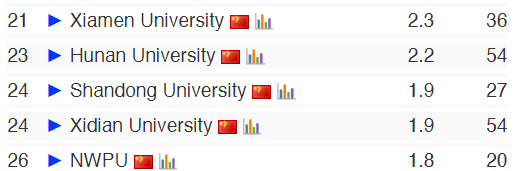 21 ► Xiamen University 2.3 36
23 ► Hunan University 2.2 54
24 ► Shandong University 1.9 27
24 ► Xidian University 1.9 54
26 ► NWPU 1.8 20